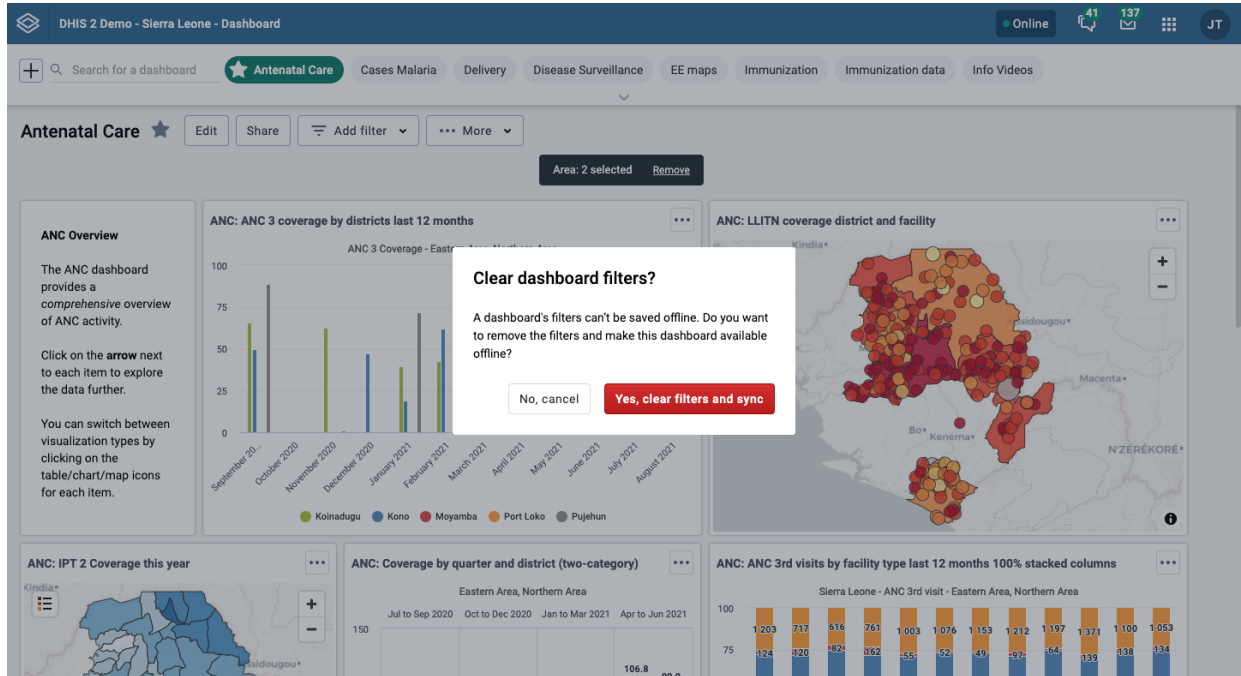 DHIS 2 Demo - Sierra Leone - Dashboard
Online
41
137
JT
Search for a dashboard
Antenatal Care
Cases Malaria
Delivery
Disease Surveillance
EE maps
Immunization
Immunization data
Info Videos
Antenatal Care
Edit
Share
Add filter
More
Area: 2 selected
Remove
ANC Overview
The ANC dashboard
provides a
comprehensive overview
of ANC activity.
Click on the arrow next
to each item to explore
the data further.
You can switch between
visualization types by
clicking on the
table/chart/map icons
for each item.
ANC: ANC 3 coverage by districts last 12 months
ANC 3 Coverage -
100
75
50
25
0
September 20..
October 2020
November 2020
December 2020
January 2021
February 2021
March 2021
April 2021
May 2021
June 2021
July 2021
August 2021
Koinadugu
Kono
Moyamba
Port Loko
Pujehun
Clear dashboard filters?
A dashboard's filters can't be saved offline. Do you want
to remove the filters and make this dashboard available
offline?
No, cancel
Yes, clear filters and sync
ANC: LLITN coverage district and facility
Kindia
Macenta
Bo
Kenema
N'ZÉRÉKORÉ
ANC: IPT 2 Coverage this year
Kindia
ANC: Coverage by quarter and district (two-category)
Eastern Area, Northern Area
Jul to Sep 2020
Oct to Dec 2020
Jan to Mar 2021
Apr to Jun 2021
150
106.8
ANC: ANC 3rd visits by facility type last 12 months 100% stacked columns
Sierra Leone - ANC 3rd visit - Eastern Area, Northern Area
100
1 203
717
616
761
1 003
1 076
1 153
1 212
1 197
1 371
1 100
1 053
75
124
120
82
162
55
52
49
97
64
139
138
134